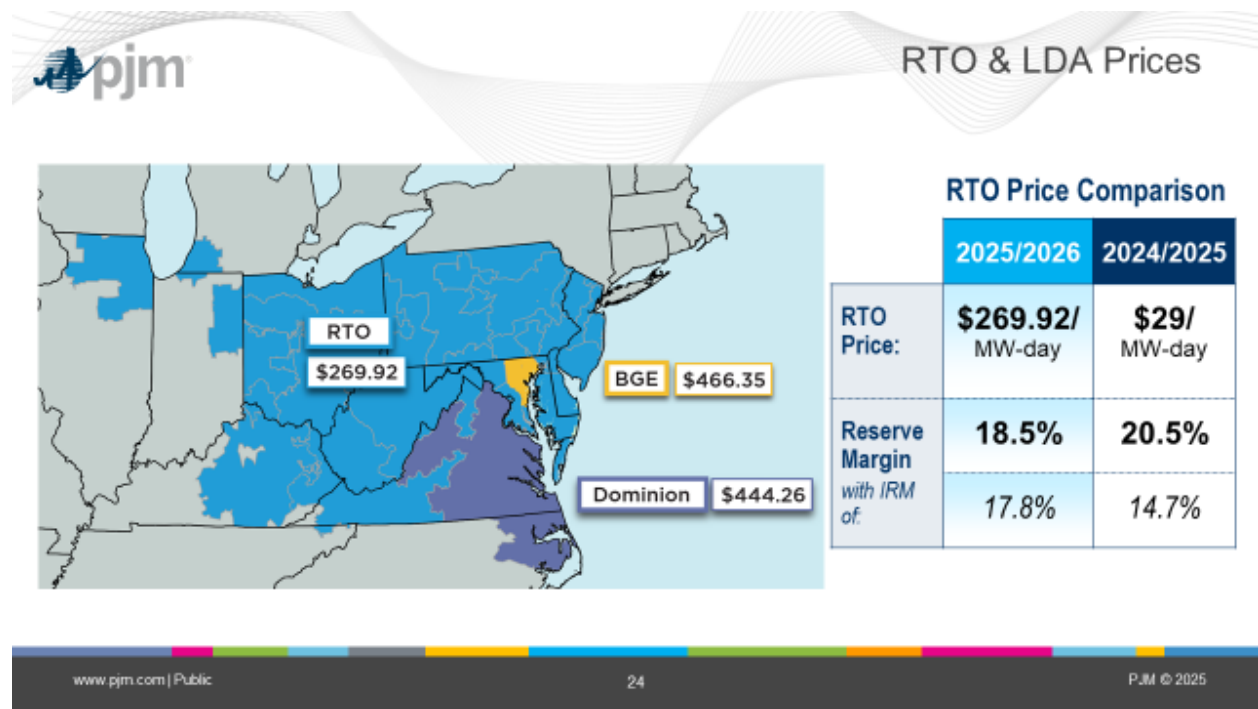 pjm
RTO & LDA Prices
RTO
$269.92
BGE
$466.35
Dominion
$444.26
RTO Price Comparison
2025/2026 2024/2025
RTO
Price:
$269.92/
MW-day
$29/
MW-day
Reserve
Margin
with IRM
of:
18.5% 20.5%
17.8% 14.7%
www.pjm.com | Public
24
PJM © 2025